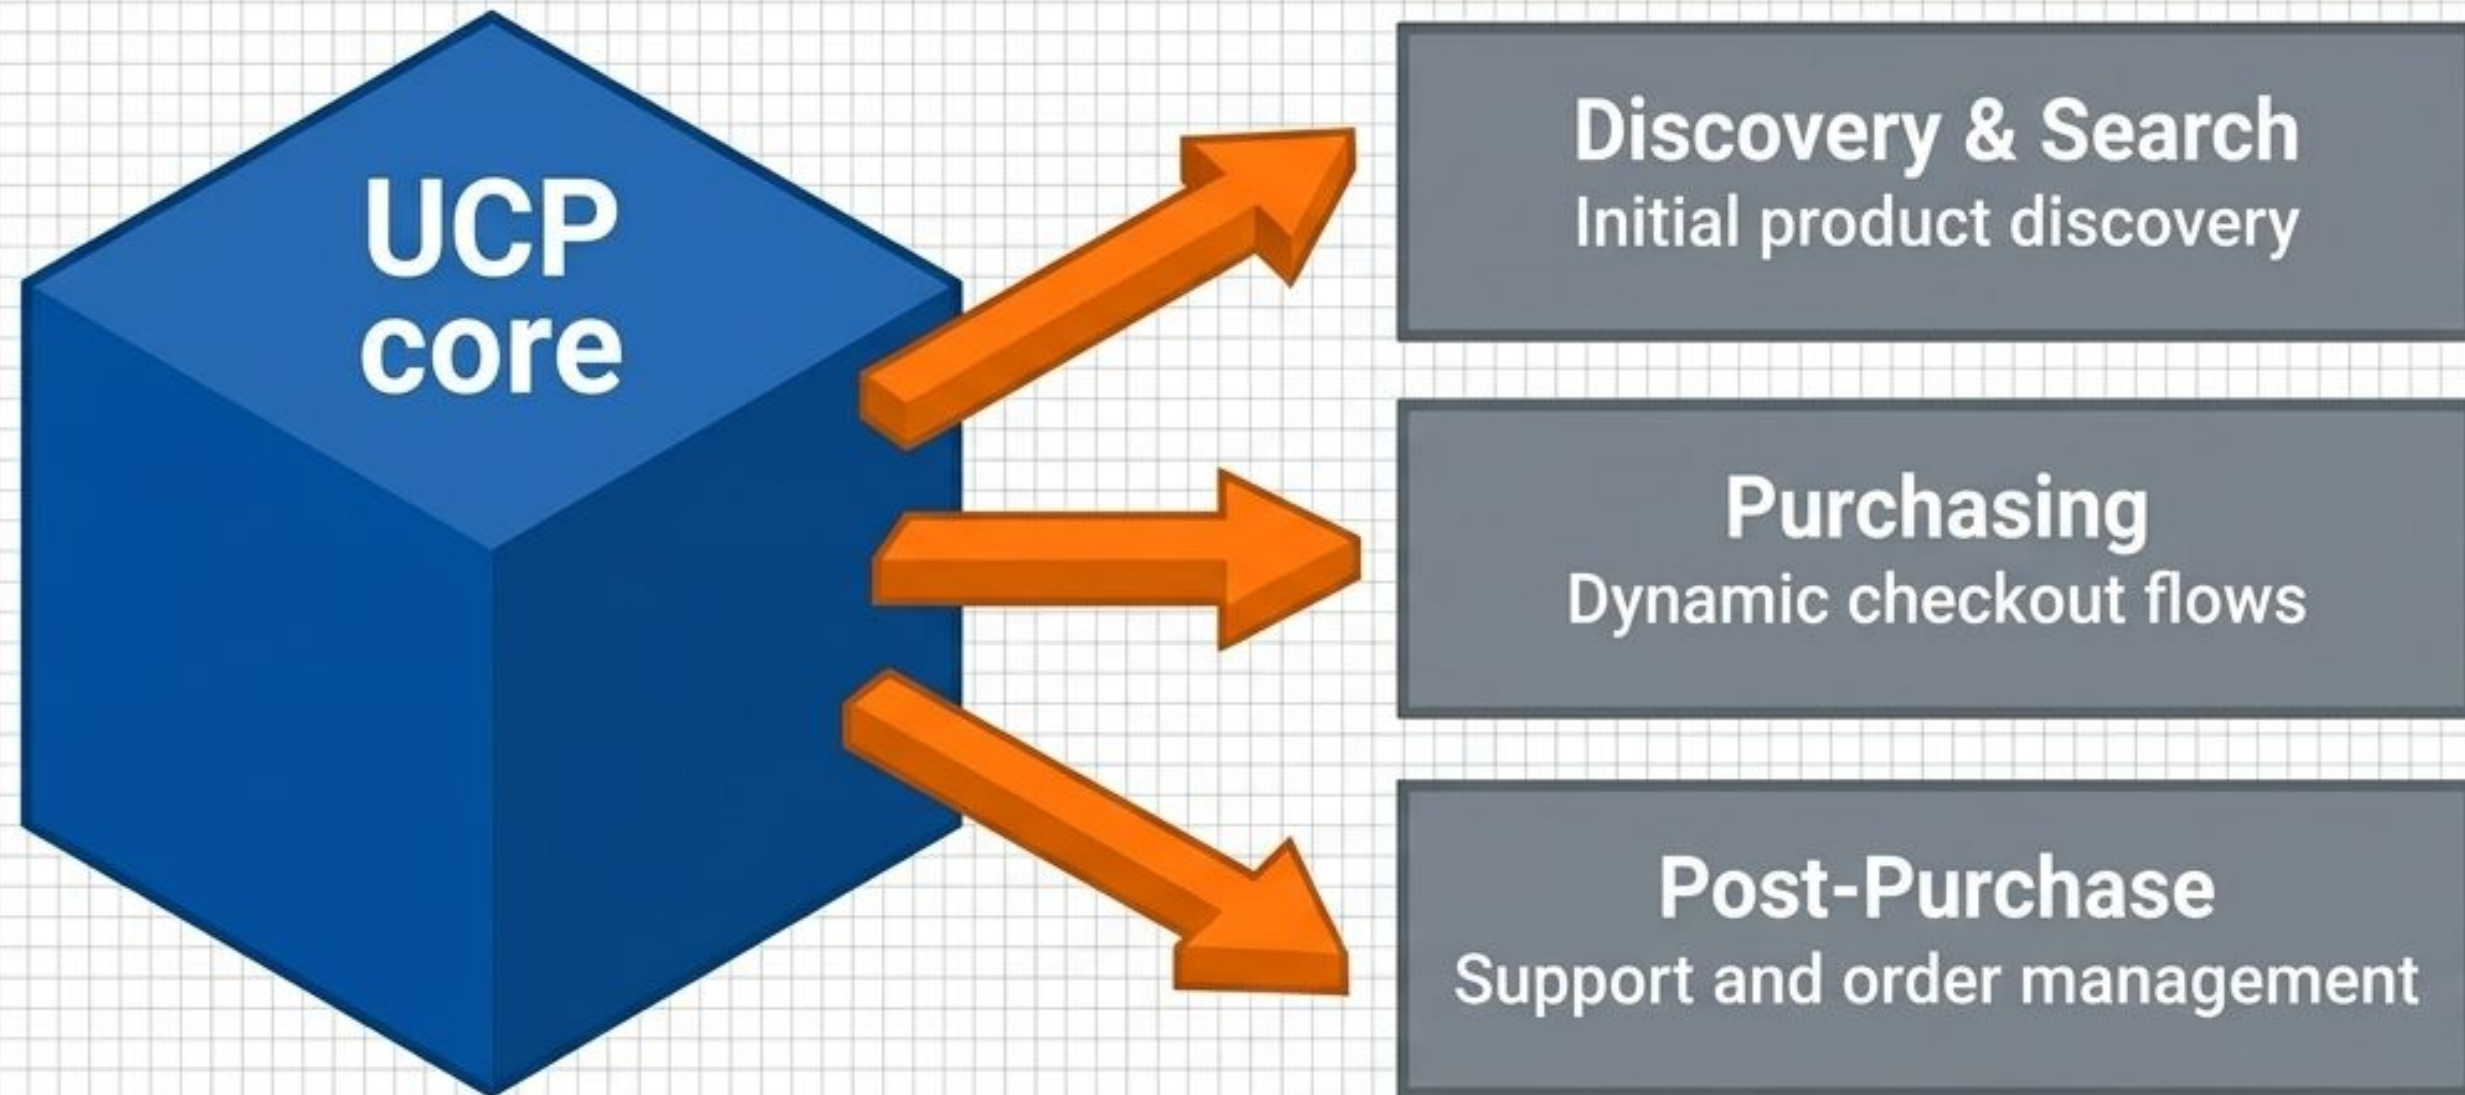 UCP
core
Discovery & Search
Initial product discovery
Purchasing
Dynamic checkout flows
Post-Purchase
Support and order management